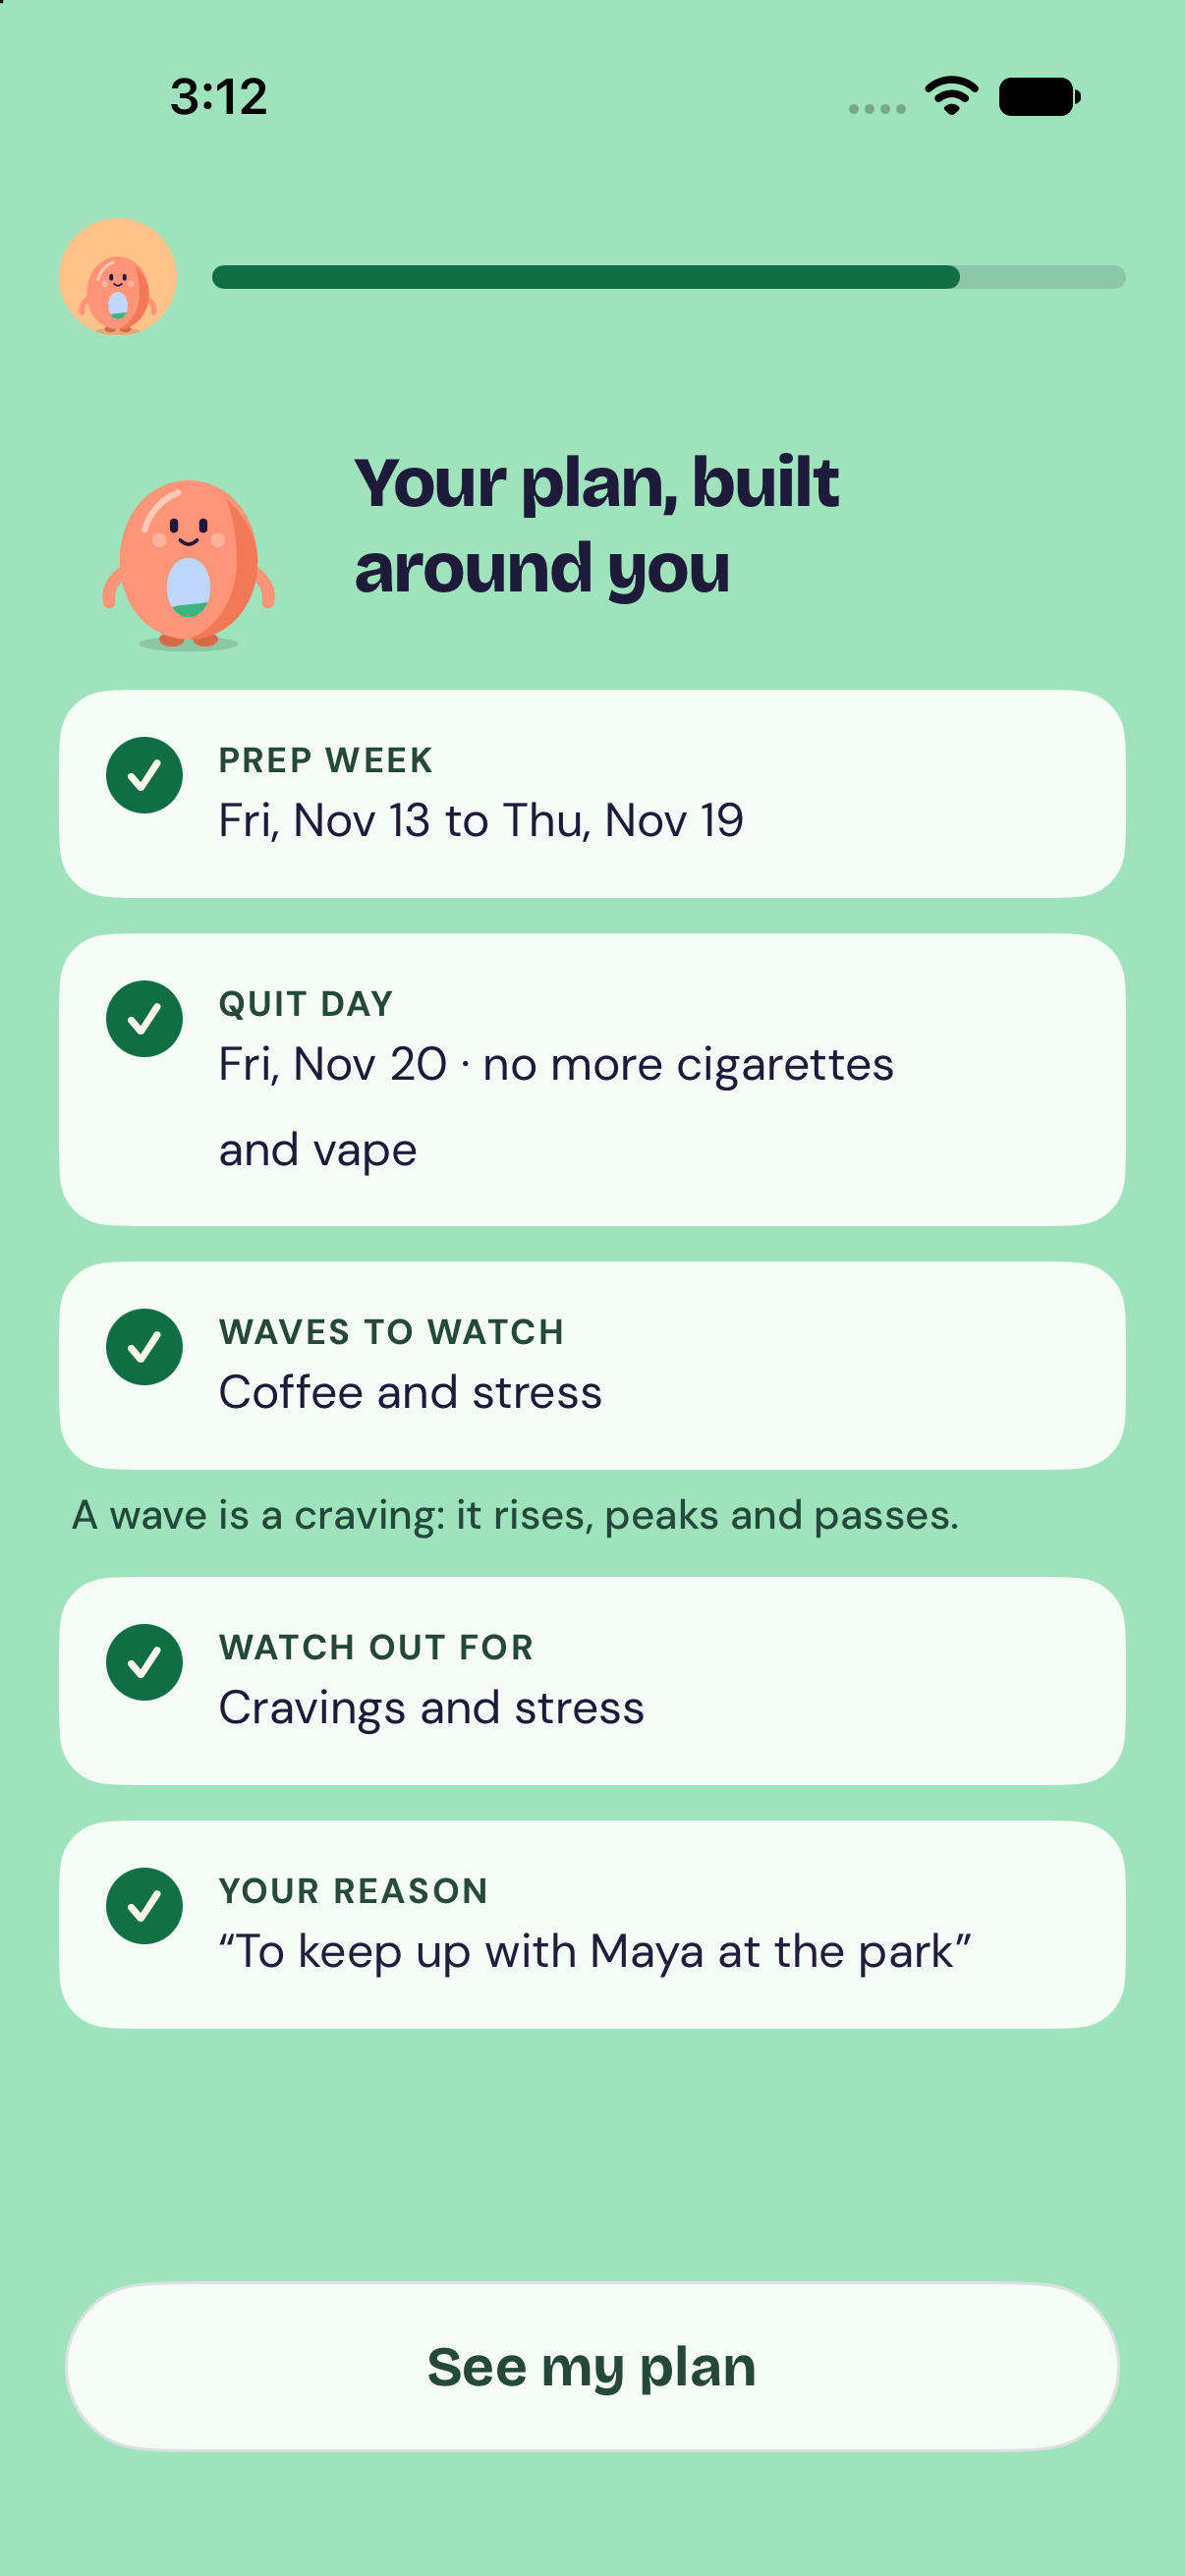 3:12
Your plan, built
around you
PREP WEEK
Fri, Nov 13 to Thu, Nov 19
QUIT DAY
Fri, Nov 20 · no more cigarettes
and vape
WAVES TO WATCH
Coffee and stress
A wave is a craving: it rises, peaks and passes.
WATCH OUT FOR
Cravings and stress
YOUR REASON
“To keep up with Maya at the park”
See my plan